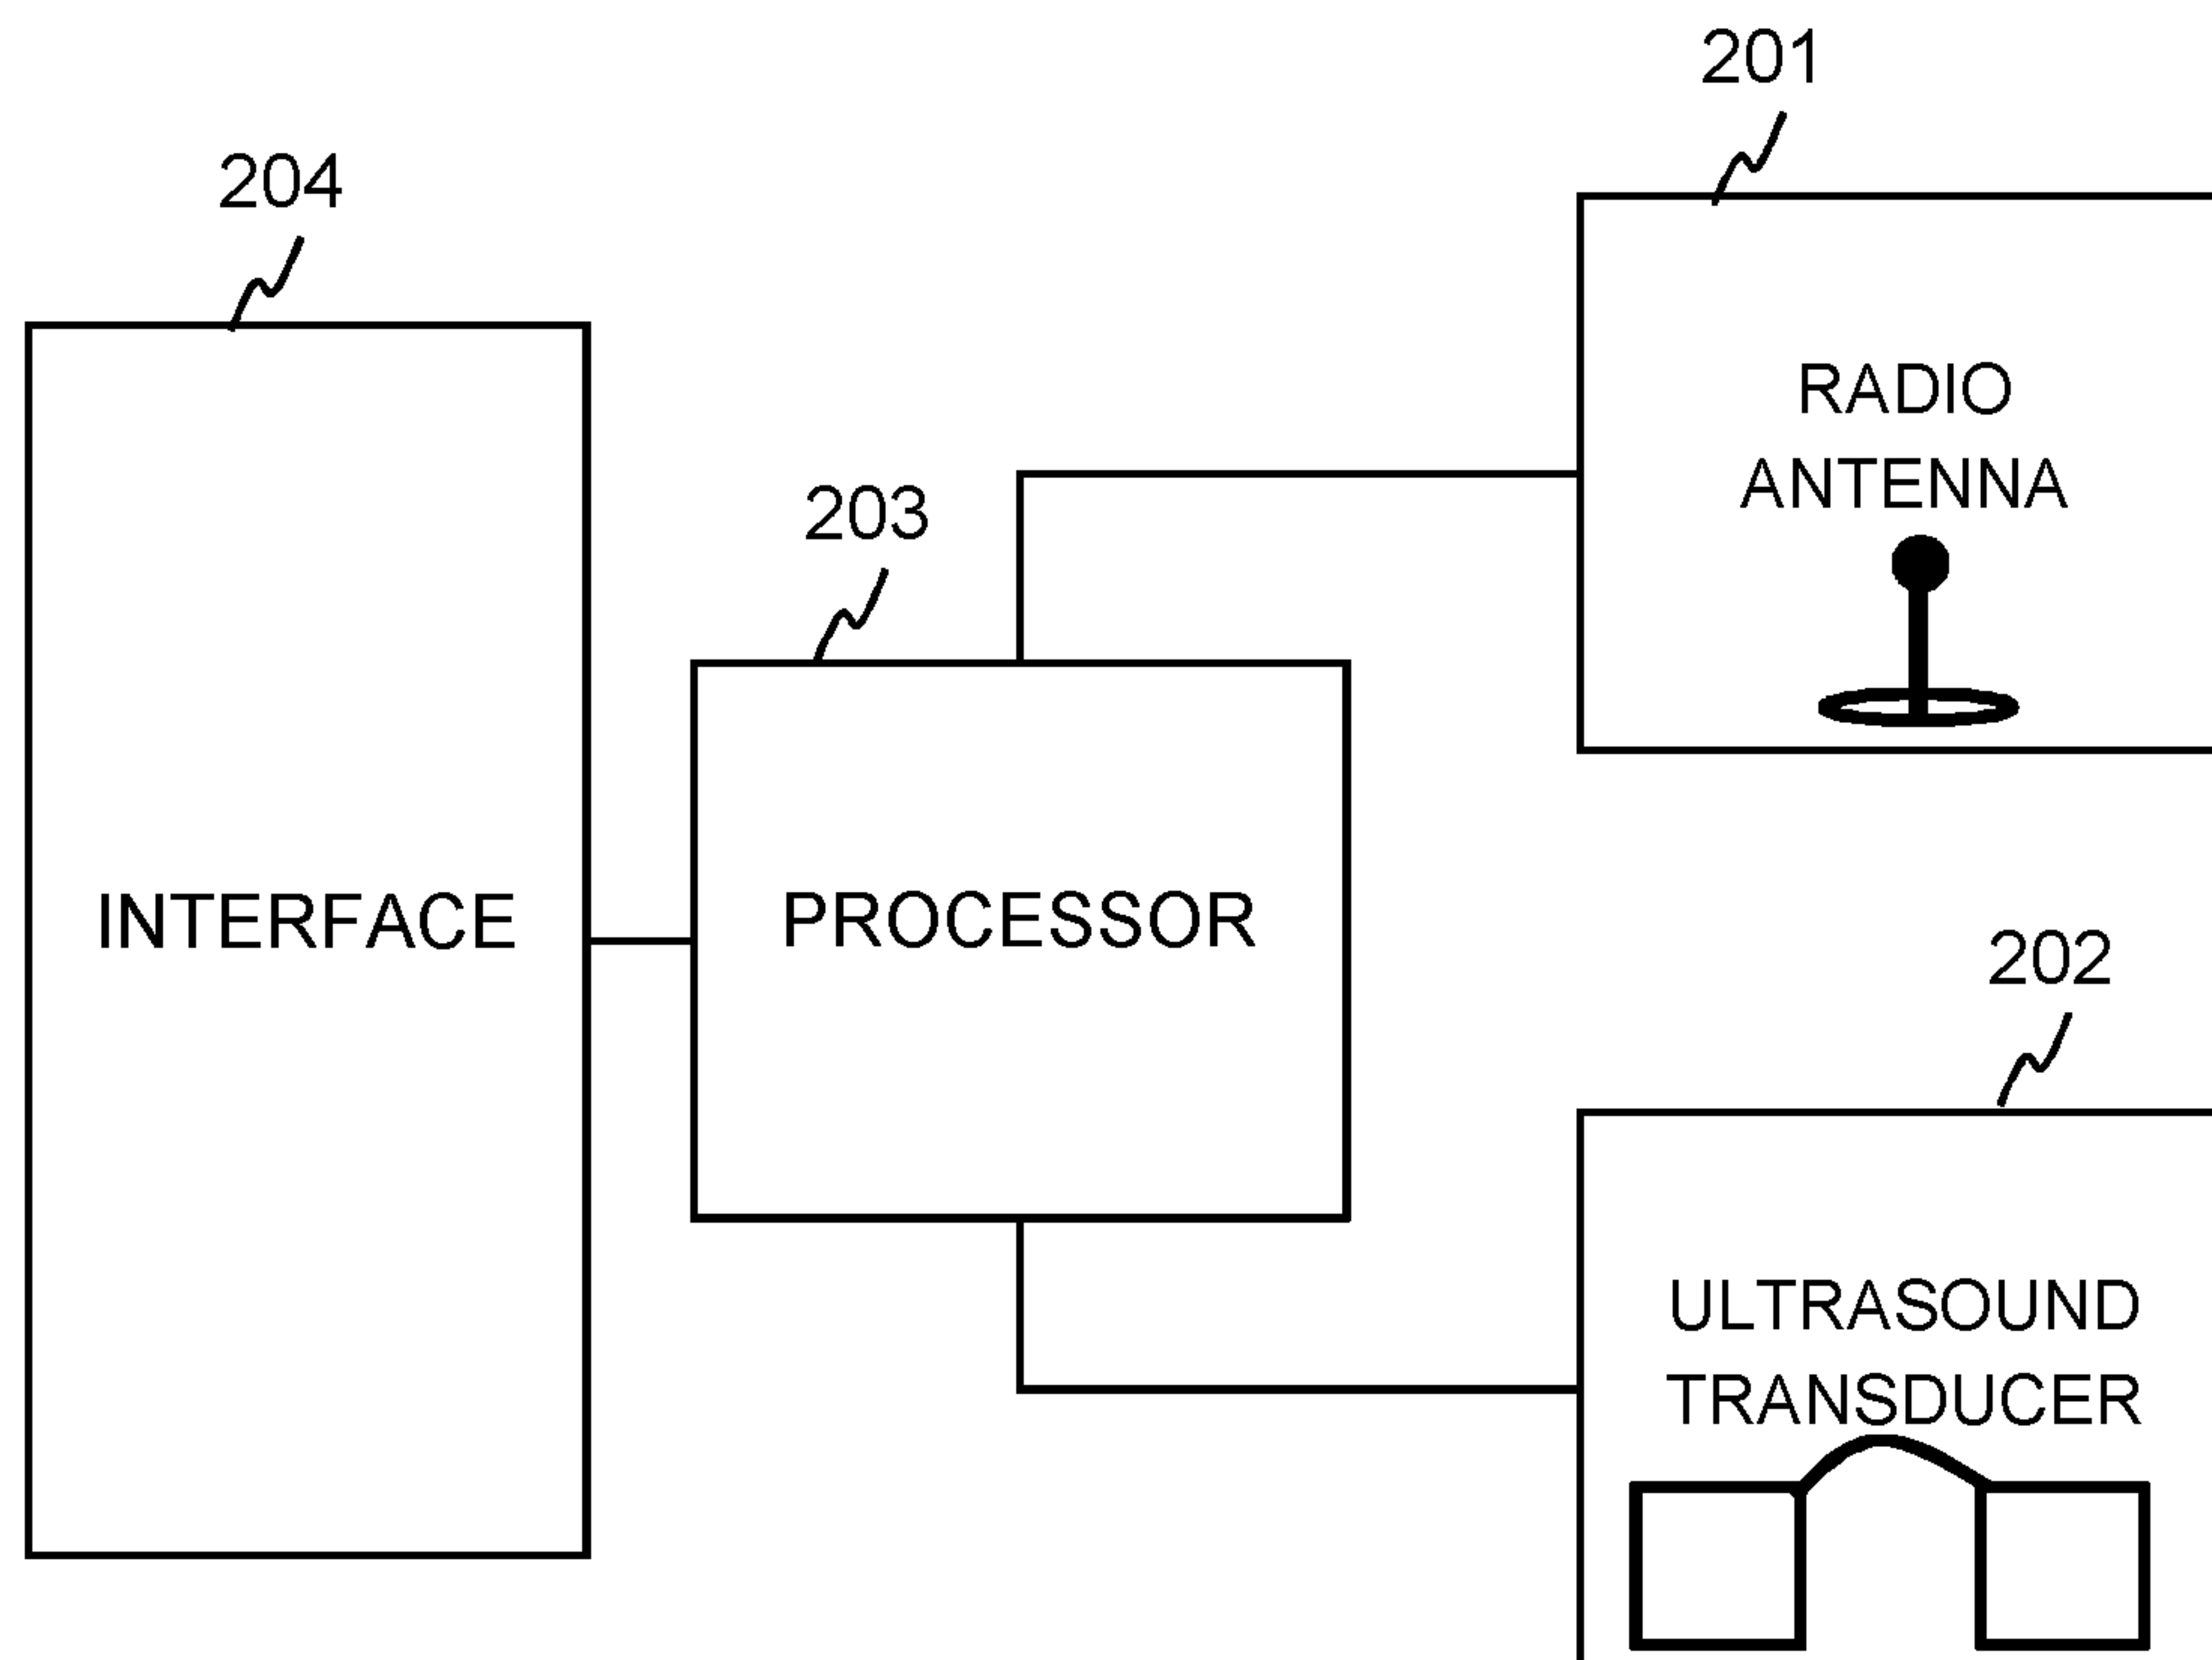 201
204
RADIO
ANTENNA
203
INTERFACE
PROCESSOR
202
ULTRASOUND
TRANSDUCER